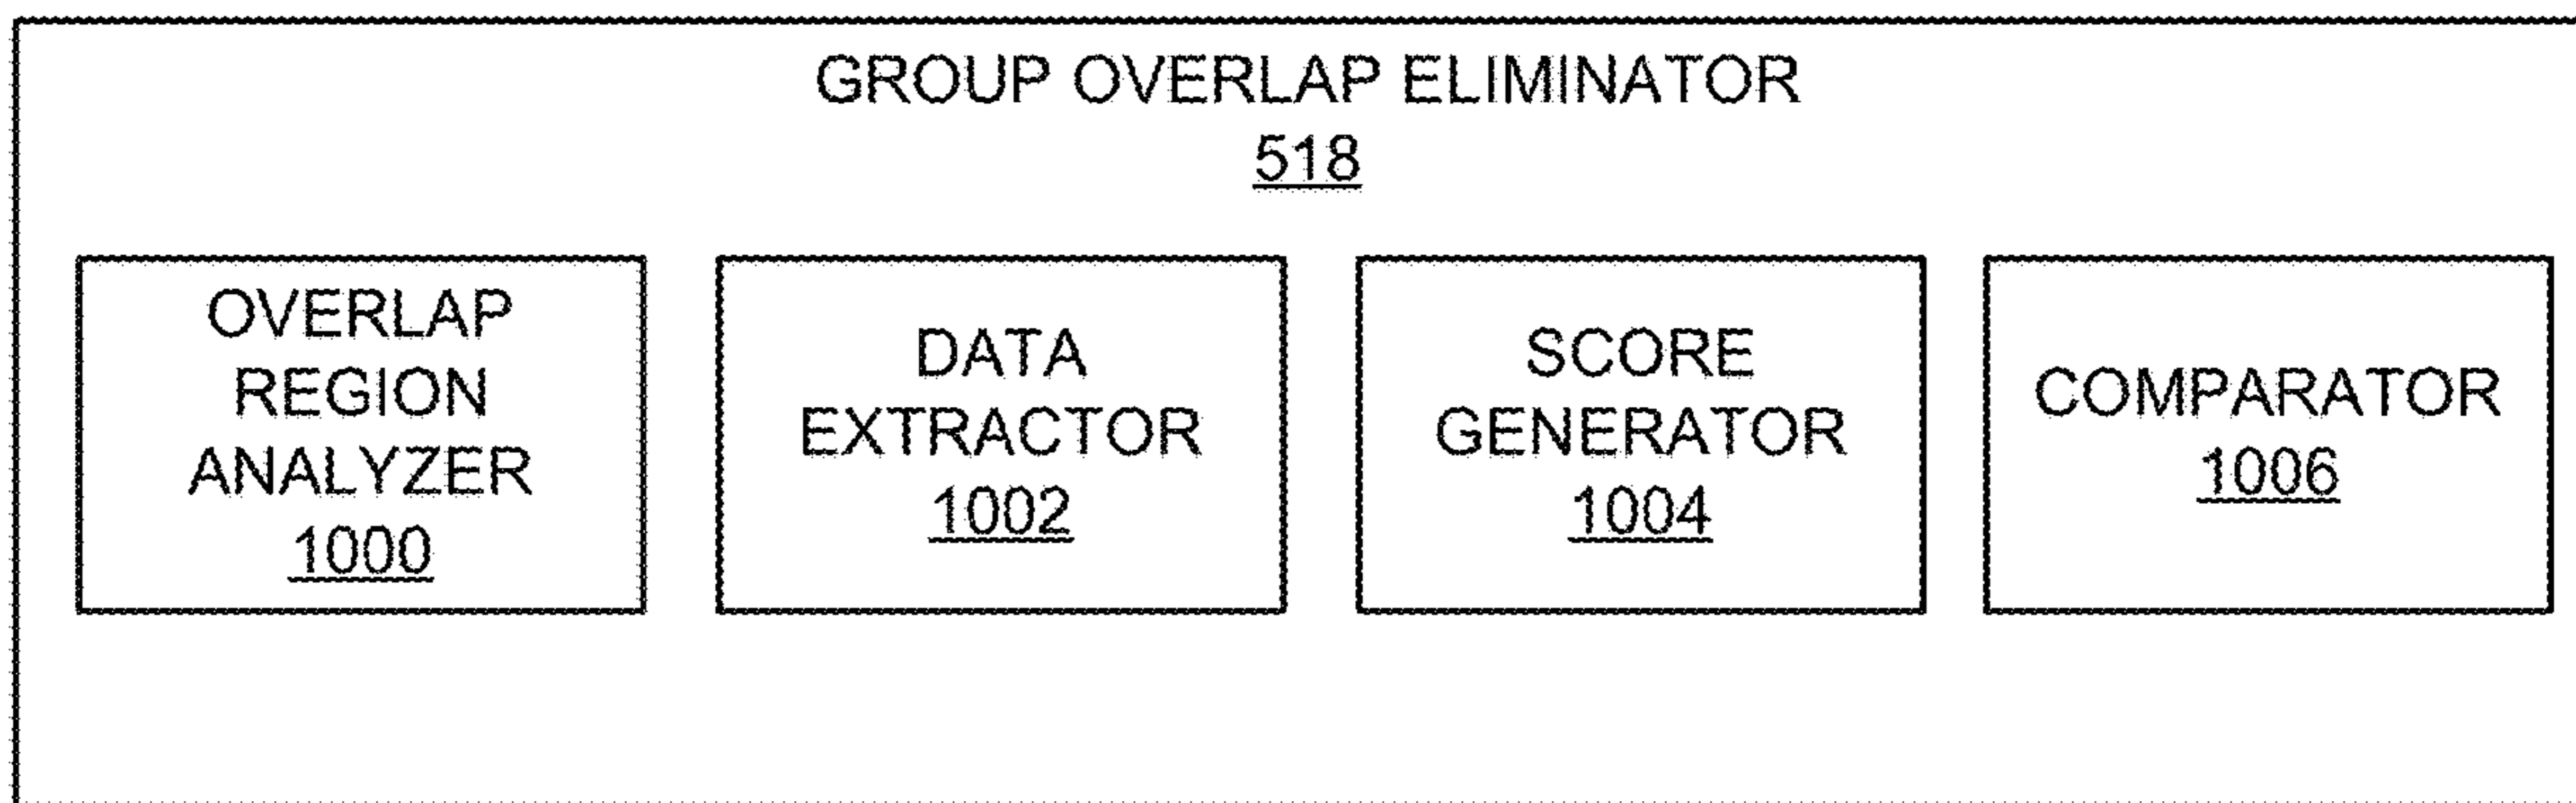 GROUP OVERLAP ELIMINATOR
518
OVERLAP
REGION
ANALYZER
1000
DATA
EXTRACTOR
1002
SCORE
GENERATOR
1004
COMPARATOR
1006